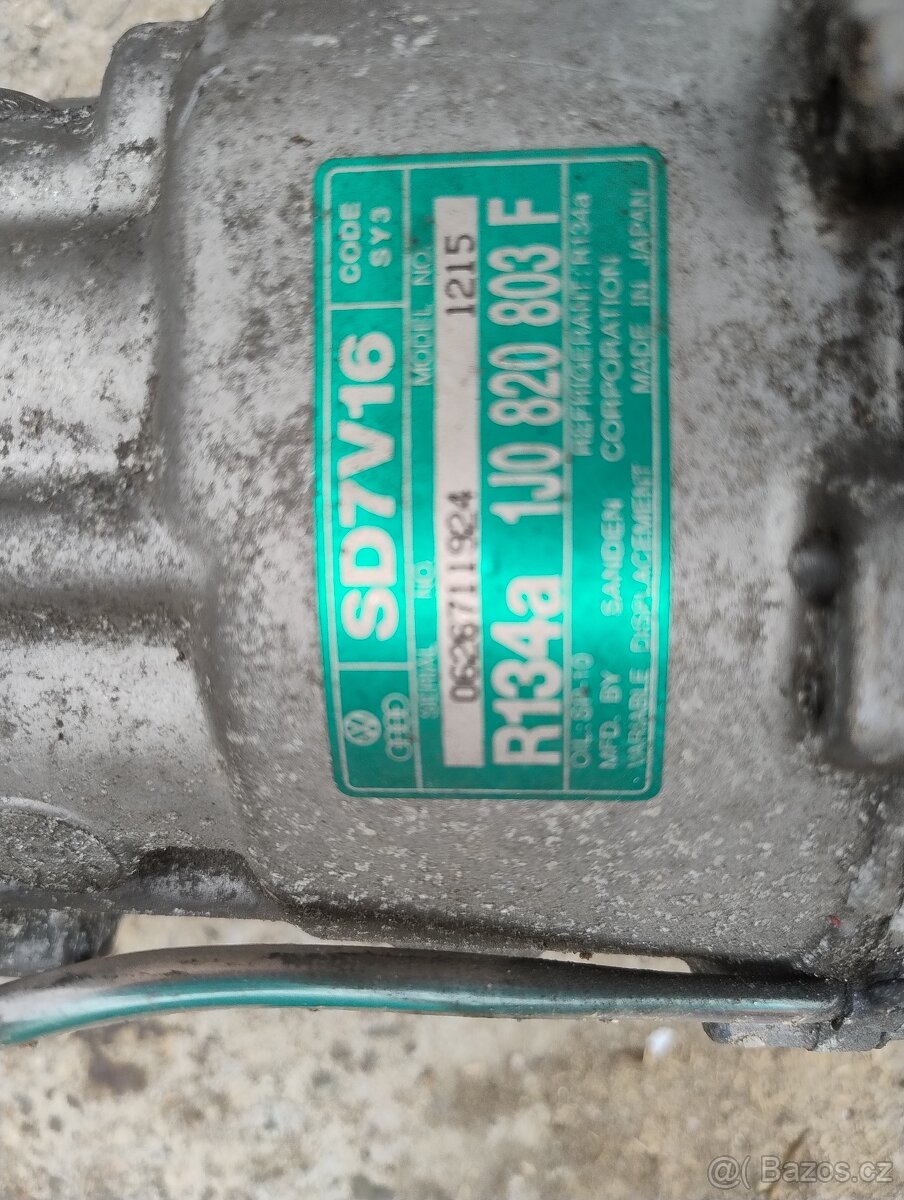 SD7V16
CODE
SY3
SERIAL NO.
MODEL NO.
0626711924
1215
R134a 1J0 820 803 F
OIL: SP-10
REFRIGERANT: R134a
MFD. BY SANDEN CORPORATION
VARIABLE DISPLACEMENT MADE IN JAPAN
@ Bazos.cz